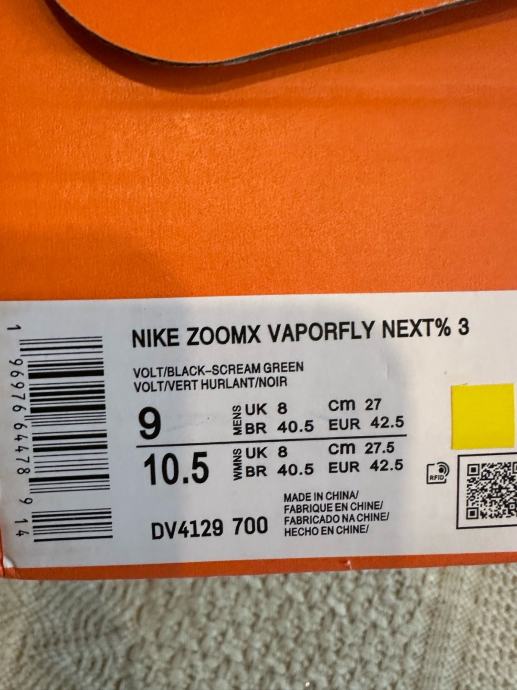 NIKE ZOOMX VAPORFLY NEXT% 3
VOLT/BLACK-SCREAM GREEN
VOLT/VERT HURLANT/NOIR
9 MENS UK 8 cm 27
BR 40.5 EUR 42.5
10.5 WMNS UK 8 cm 27.5
BR 40.5 EUR 42.5
DV4129 700
MADE IN CHINA/
FABRIQUE EN CHINE/
FABRICADO NA CHINE/
HECHO EN CHINE/
RFID
1 96976 64478 9 14